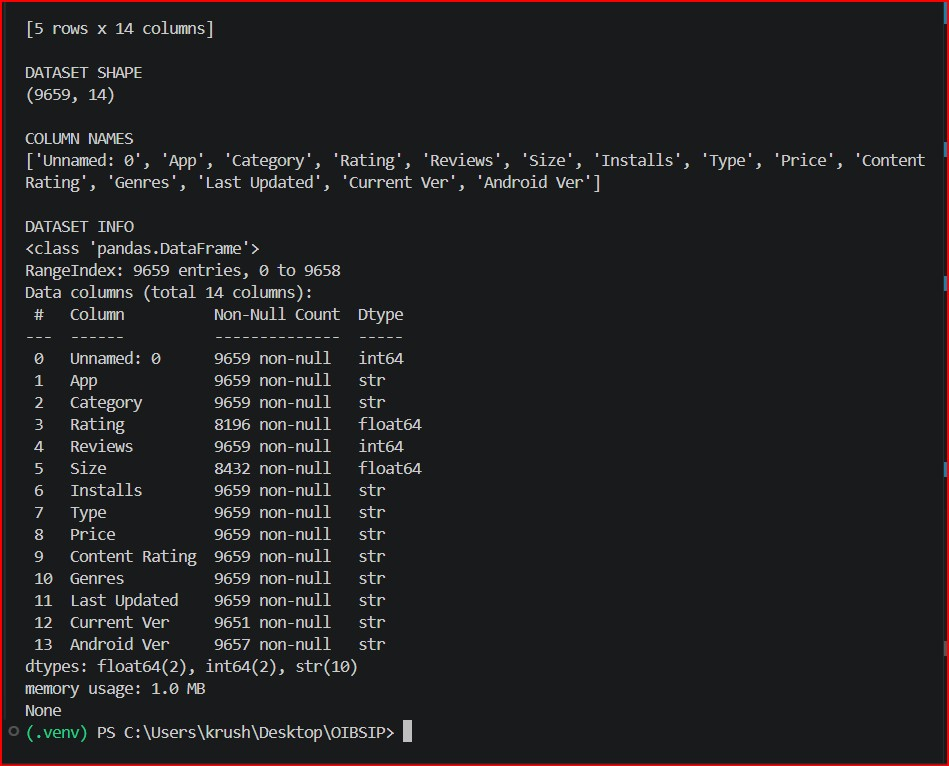 [5 rows x 14 columns]

DATASET SHAPE
(9659, 14)

COLUMN NAMES
['Unnamed: 0', 'App', 'Category', 'Rating', 'Reviews', 'Size', 'Installs', 'Type', 'Price', 'Content
Rating', 'Genres', 'Last Updated', 'Current Ver', 'Android Ver']

DATASET INFO
<class 'pandas.DataFrame'>
RangeIndex: 9659 entries, 0 to 9658
Data columns (total 14 columns):
 #   Column          Non-Null Count  Dtype
---  ------          --------------  -----
 0   Unnamed: 0      9659 non-null   int64
 1   App             9659 non-null   str
 2   Category        9659 non-null   str
 3   Rating          8196 non-null   float64
 4   Reviews         9659 non-null   int64
 5   Size            8432 non-null   float64
 6   Installs        9659 non-null   str
 7   Type            9659 non-null   str
 8   Price           9659 non-null   str
 9   Content Rating  9659 non-null   str
 10  Genres          9659 non-null   str
 11  Last Updated    9659 non-null   str
 12  Current Ver     9651 non-null   str
 13  Android Ver     9657 non-null   str
dtypes: float64(2), int64(2), str(10)
memory usage: 1.0 MB
None
(.venv) PS C:\Users\krush\Desktop\OIBSIP>